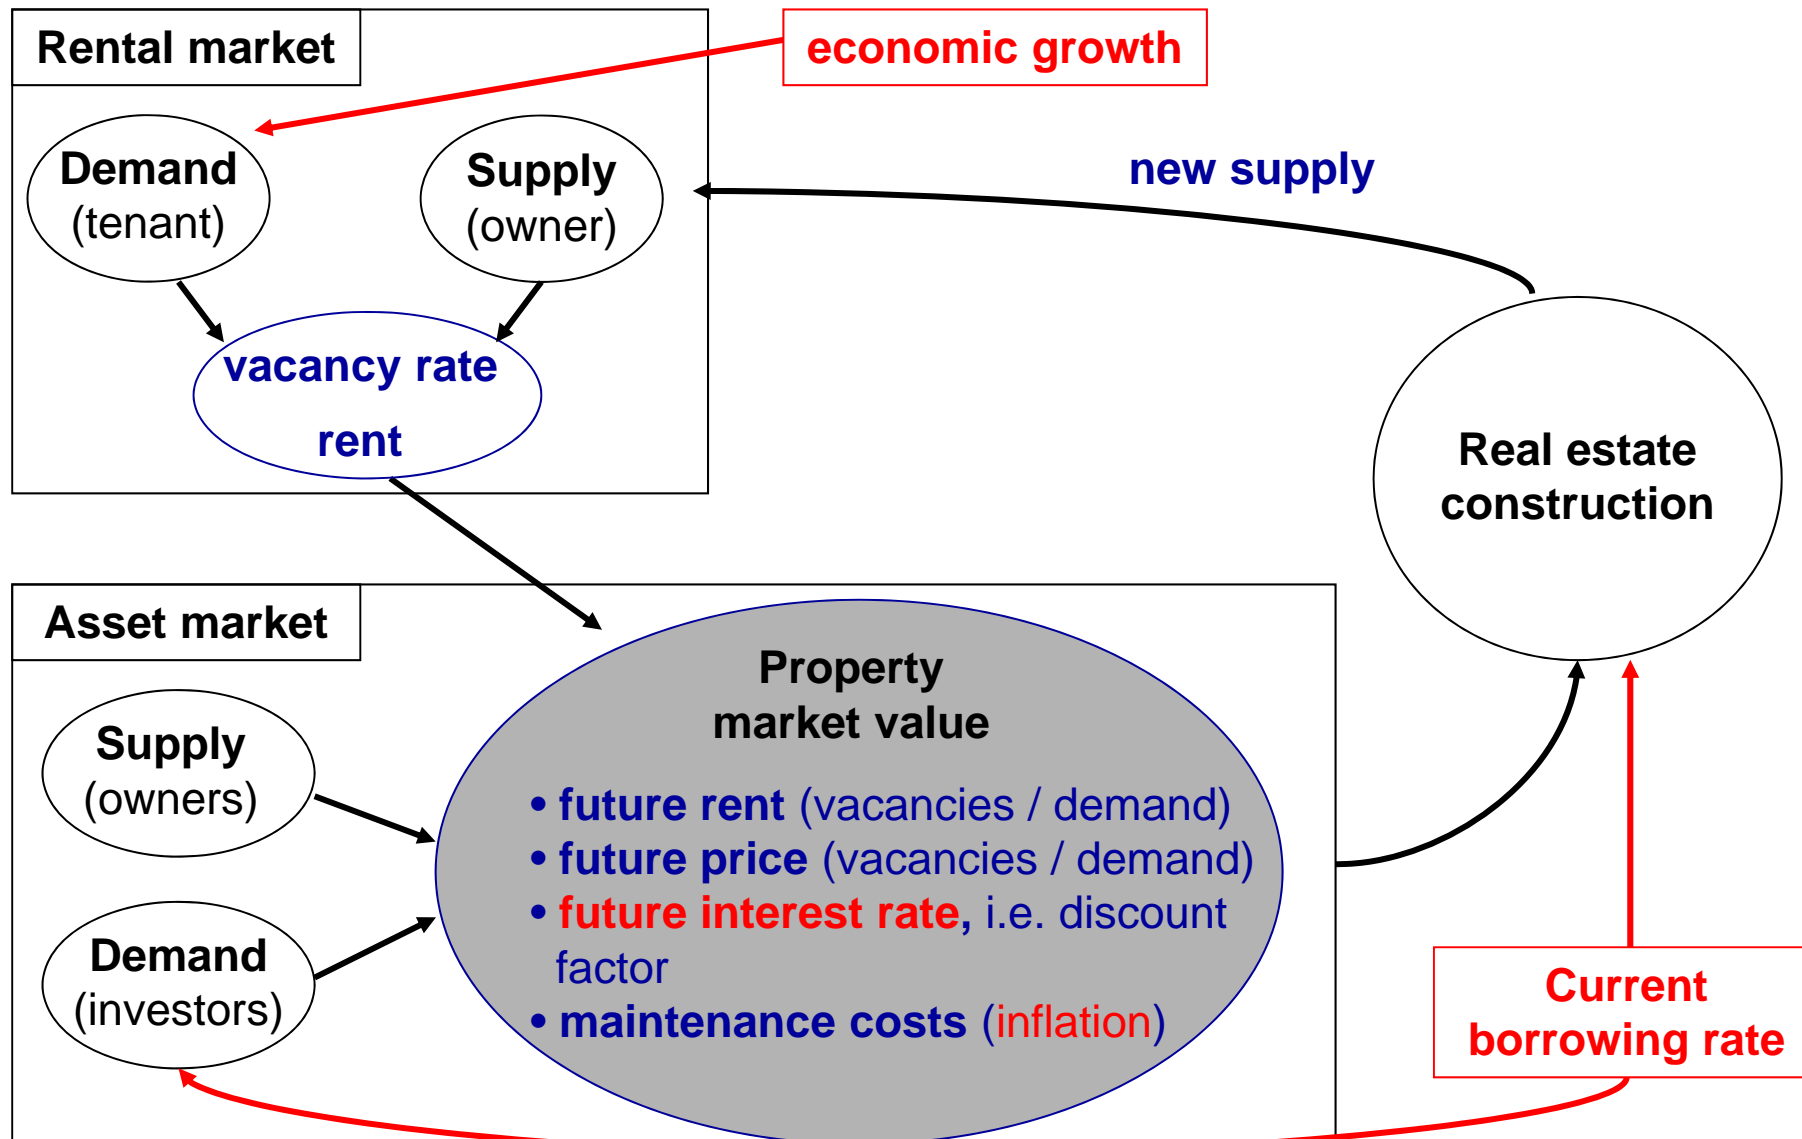 Rental market
economic growth
Demand
(tenant)
Supply
(owner)
new supply
vacancy rate
rent
Real estate
construction
Asset market
Property
market value
Supply
(owners)
• future rent (vacancies / demand)
• future price (vacancies / demand)
• future interest rate, i.e. discount
factor
• maintenance costs (inflation)
Demand
(investors)
Current
borrowing rate